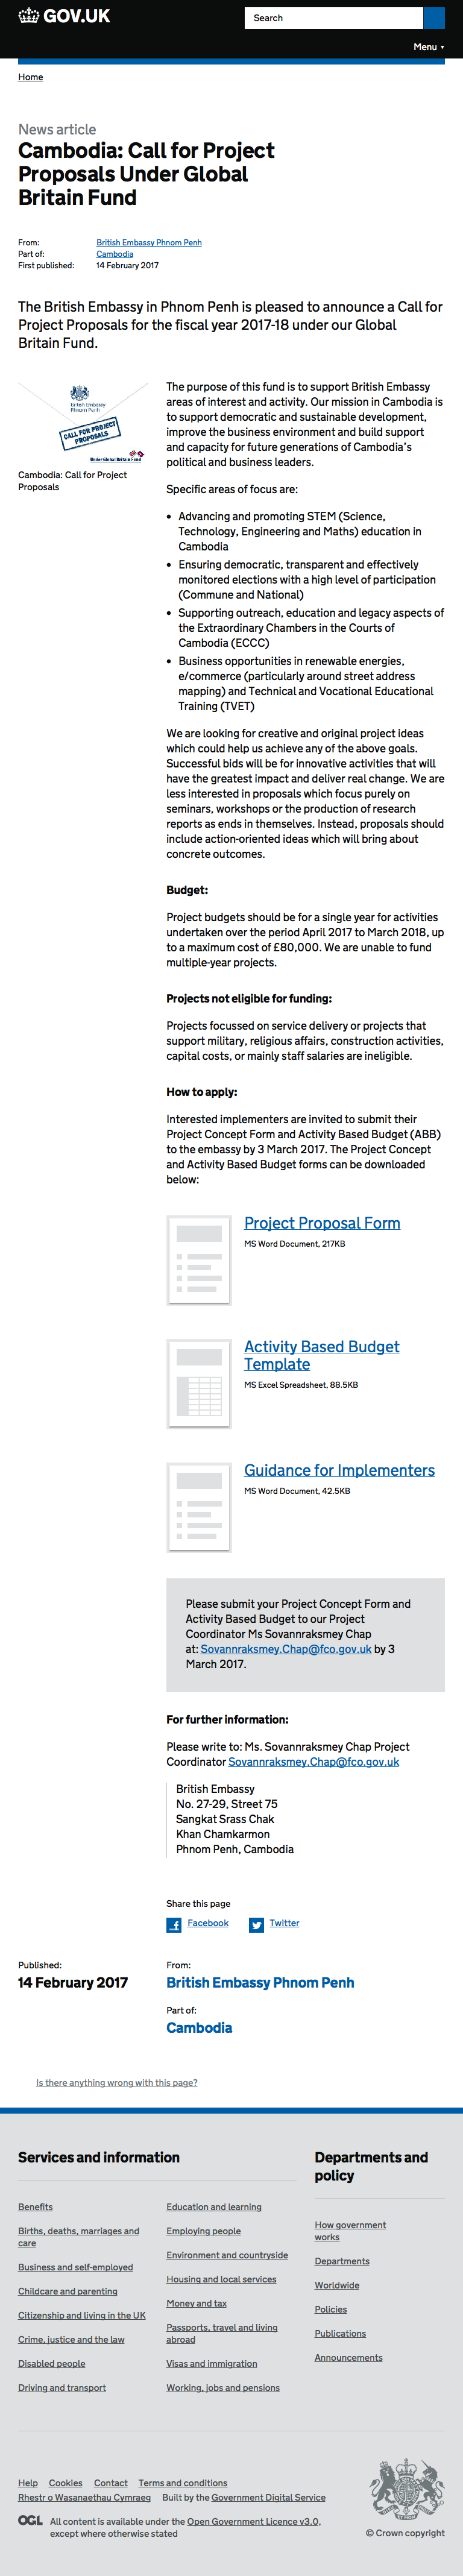 GOV.UK
Search
Menu ▾
Home
News article
Cambodia: Call for Project
Proposals Under Global
Britain Fund
From: British Embassy Phnom Penh
Part of: Cambodia
First published: 14 February 2017
The British Embassy in Phnom Penh is pleased to announce a Call for
Project Proposals for the fiscal year 2017-18 under our Global
Britain Fund.
British Embassy
Phnom Penh
CALL FOR PROJECT
PROPOSALS
Under Global Britain Fund
Cambodia: Call for Project
Proposals
The purpose of this fund is to support British Embassy
areas of interest and activity. Our mission in Cambodia is
to support democratic and sustainable development,
improve the business environment and build support
and capacity for future generations of Cambodia's
political and business leaders.
Specific areas of focus are:
• Advancing and promoting STEM (Science,
Technology, Engineering and Maths) education in
Cambodia
• Ensuring democratic, transparent and effectively
monitored elections with a high level of participation
(Commune and National)
• Supporting outreach, education and legacy aspects of
the Extraordinary Chambers in the Courts of
Cambodia (ECCC)
• Business opportunities in renewable energies,
e/commerce (particularly around street address
mapping) and Technical and Vocational Educational
Training (TVET)
We are looking for creative and original project ideas
which could help us achieve any of the above goals.
Successful bids will be for innovative activities that will
have the greatest impact and deliver real change. We are
less interested in proposals which focus purely on
seminars, workshops or the production of research
reports as ends in themselves. Instead, proposals should
include action-oriented ideas which will bring about
concrete outcomes.
Budget:
Project budgets should be for a single year for activities
undertaken over the period April 2017 to March 2018, up
to a maximum cost of £80,000. We are unable to fund
multiple-year projects.
Projects not eligible for funding:
Projects focussed on service delivery or projects that
support military, religious affairs, construction activities,
capital costs, or mainly staff salaries are ineligible.
How to apply:
Interested implementers are invited to submit their
Project Concept Form and Activity Based Budget (ABB)
to the embassy by 3 March 2017. The Project Concept
and Activity Based Budget forms can be downloaded
below:
Project Proposal Form
MS Word Document, 217KB
Activity Based Budget
Template
MS Excel Spreadsheet, 88.5KB
Guidance for Implementers
MS Word Document, 42.5KB
Please submit your Project Concept Form and
Activity Based Budget to our Project
Coordinator Ms Sovannraksmey Chap
at: Sovannraksmey.Chap@fco.gov.uk by 3
March 2017.
For further information:
Please write to: Ms. Sovannraksmey Chap Project
Coordinator Sovannraksmey.Chap@fco.gov.uk
British Embassy
No. 27-29, Street 75
Sangkat Srass Chak
Khan Chamkarmon
Phnom Penh, Cambodia
Share this page
Facebook Twitter
Published:
14 February 2017
From:
British Embassy Phnom Penh
Part of:
Cambodia
Is there anything wrong with this page?
Services and information
Benefits
Births, deaths, marriages and
care
Business and self-employed
Childcare and parenting
Citizenship and living in the UK
Crime, justice and the law
Disabled people
Driving and transport
Education and learning
Employing people
Environment and countryside
Housing and local services
Money and tax
Passports, travel and living
abroad
Visas and immigration
Working, jobs and pensions
Departments and
policy
How government
works
Departments
Worldwide
Policies
Publications
Announcements
Help Cookies Contact Terms and conditions
Rhestr o Wasanaethau Cymraeg Built by the Government Digital Service
OGL All content is available under the Open Government Licence v3.0,
except where otherwise stated
© Crown copyright